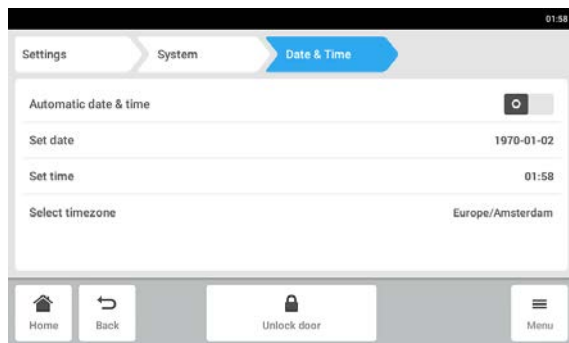 01:58
Settings System Date & Time
Automatic date & time
Set date 1970-01-02
Set time 01:58
Select timezone Europe/Amsterdam
Home Back Unlock door Menu